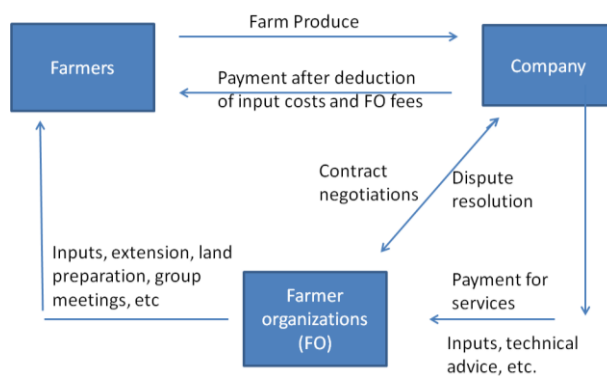 Farm Produce
Farmers
Company
Payment after deduction
of input costs and FO fees
Contract
negotiations
Dispute
resolution
Inputs, extension, land
preparation, group
meetings, etc
Farmer
organizations
(FO)
Payment for
services
Inputs, technical
advice, etc.